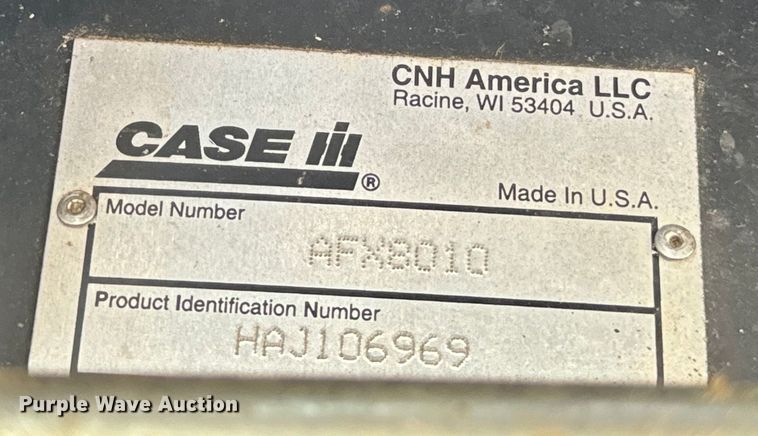 CNH America LLC
Racine, WI 53404 U.S.A.
CASE IH®
Made In U.S.A.
Model Number
AFX8010
Product Identification Number
HAJ106969
Purple Wave Auction